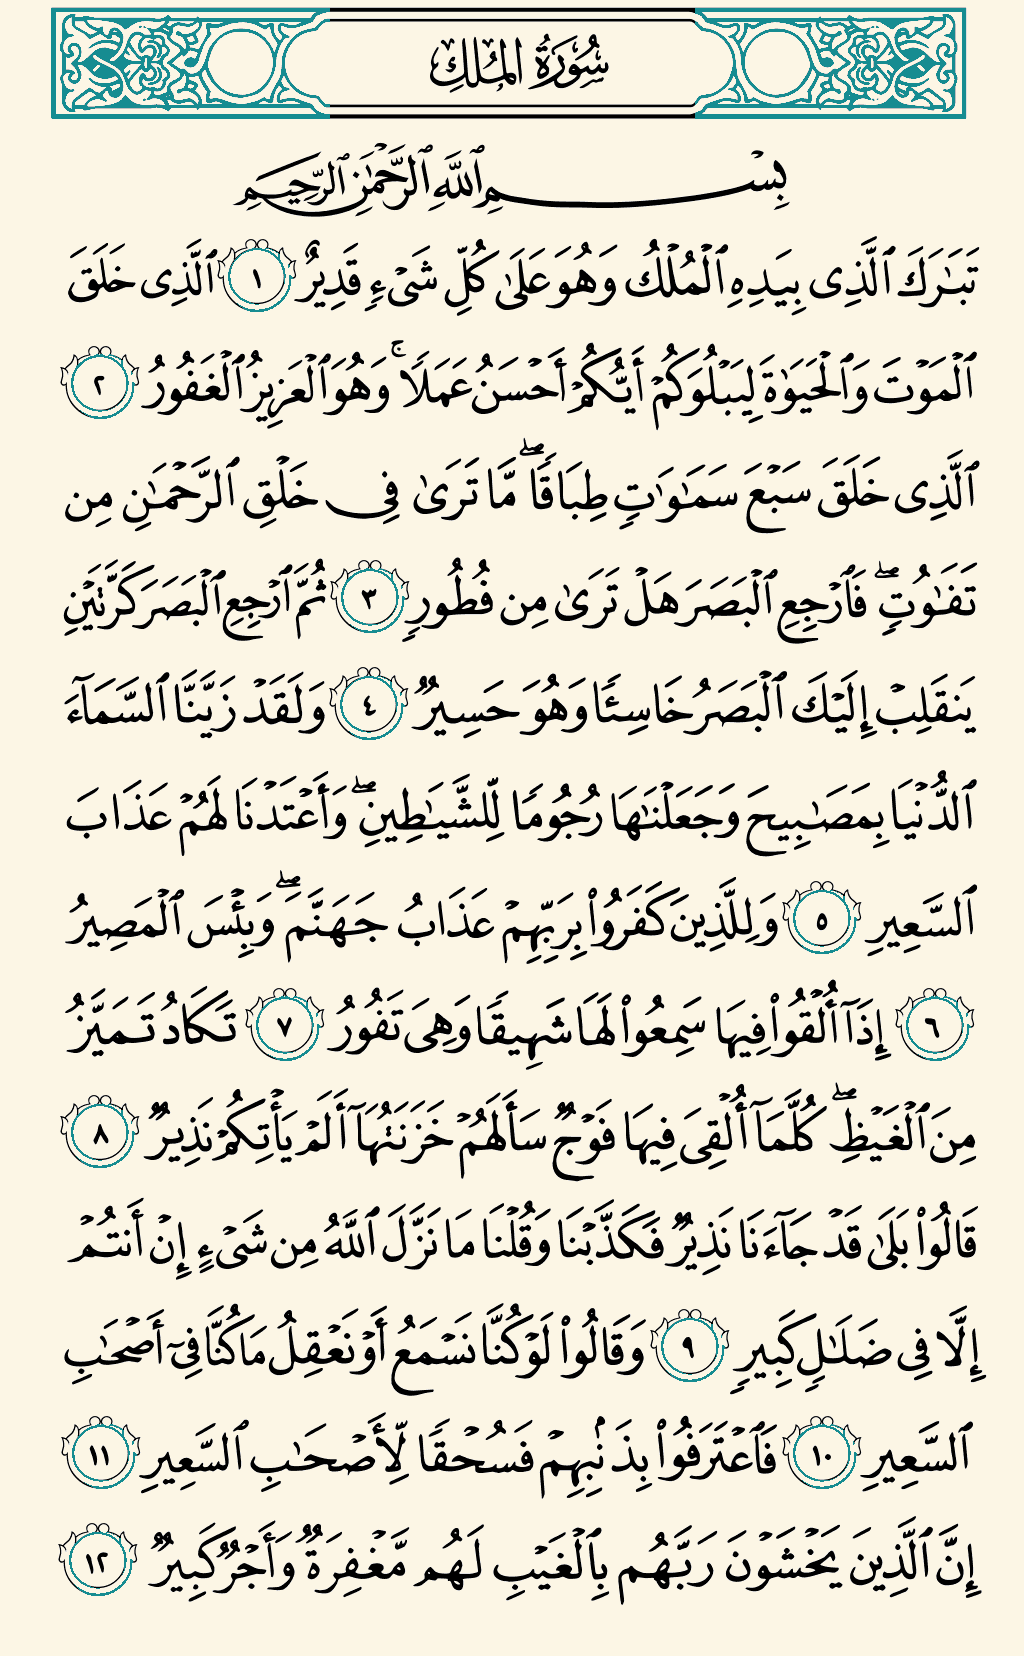 سُورَةُ المُلكِ
بِسْمِ ٱللَّهِ ٱلرَّحْمَٰنِ ٱلرَّحِيمِ
تَبَٰرَكَ ٱلَّذِى بِيَدِهِ ٱلْمُلْكُ وَهُوَ عَلَىٰ كُلِّ شَىْءٍ قَدِيرٌ ١ ٱلَّذِى خَلَقَ
ٱلْمَوْتَ وَٱلْحَيَوٰةَ لِيَبْلُوَكُمْ أَيُّكُمْ أَحْسَنُ عَمَلًا ۚ وَهُوَ ٱلْعَزِيزُ ٱلْغَفُورُ ٢
ٱلَّذِى خَلَقَ سَبْعَ سَمَٰوَٰتٍ طِبَاقًا ۖ مَّا تَرَىٰ فِى خَلْقِ ٱلرَّحْمَٰنِ مِن
تَفَٰوُتٍ ۖ فَٱرْجِعِ ٱلْبَصَرَ هَلْ تَرَىٰ مِن فُطُورٍ ٣ ثُمَّ ٱرْجِعِ ٱلْبَصَرَ كَرَّتَيْنِ
يَنقَلِبْ إِلَيْكَ ٱلْبَصَرُ خَاسِئًا وَهُوَ حَسِيرٌ ٤ وَلَقَدْ زَيَّنَّا ٱلسَّمَآءَ
ٱلدُّنْيَا بِمَصَٰبِيحَ وَجَعَلْنَٰهَا رُجُومًا لِّلشَّيَٰطِينِ ۖ وَأَعْتَدْنَا لَهُمْ عَذَابَ
ٱلسَّعِيرِ ٥ وَلِلَّذِينَ كَفَرُوا۟ بِرَبِّهِمْ عَذَابُ جَهَنَّمَ ۖ وَبِئْسَ ٱلْمَصِيرُ
٦ إِذَآ أُلْقُوا۟ فِيهَا سَمِعُوا۟ لَهَا شَهِيقًا وَهِىَ تَفُورُ ٧ تَكَادُ تَمَيَّزُ
مِنَ ٱلْغَيْظِ ۖ كُلَّمَآ أُلْقِىَ فِيهَا فَوْجٌ سَأَلَهُمْ خَزَنَتُهَآ أَلَمْ يَأْتِكُمْ نَذِيرٌ ٨
قَالُوا۟ بَلَىٰ قَدْ جَآءَنَا نَذِيرٌ فَكَذَّبْنَا وَقُلْنَا مَا نَزَّلَ ٱللَّهُ مِن شَىْءٍ إِنْ أَنتُمْ
إِلَّا فِى ضَلَٰلٍ كَبِيرٍ ٩ وَقَالُوا۟ لَوْ كُنَّا نَسْمَعُ أَوْ نَعْقِلُ مَا كُنَّا فِىٓ أَصْحَٰبِ
ٱلسَّعِيرِ ١٠ فَٱعْتَرَفُوا۟ بِذَنۢبِهِمْ فَسُحْقًا لِّأَصْحَٰبِ ٱلسَّعِيرِ ١١
إِنَّ ٱلَّذِينَ يَخْشَوْنَ رَبَّهُم بِٱلْغَيْبِ لَهُم مَّغْفِرَةٌ وَأَجْرٌ كَبِيرٌ ١٢